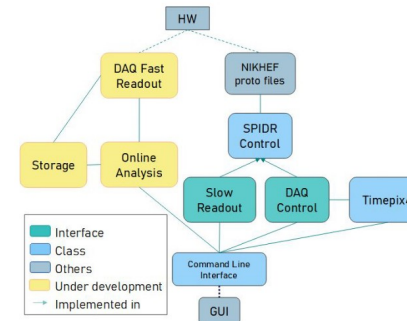 HW
DAQ Fast
Readout
NIKHEF
proto files
SPIDR
Control
Storage
Online
Analysis
Slow
Readout
DAQ
Control
Timepix4
Interface
Class
Others
Under development
Implemented in
Command Line
Interface
GUI